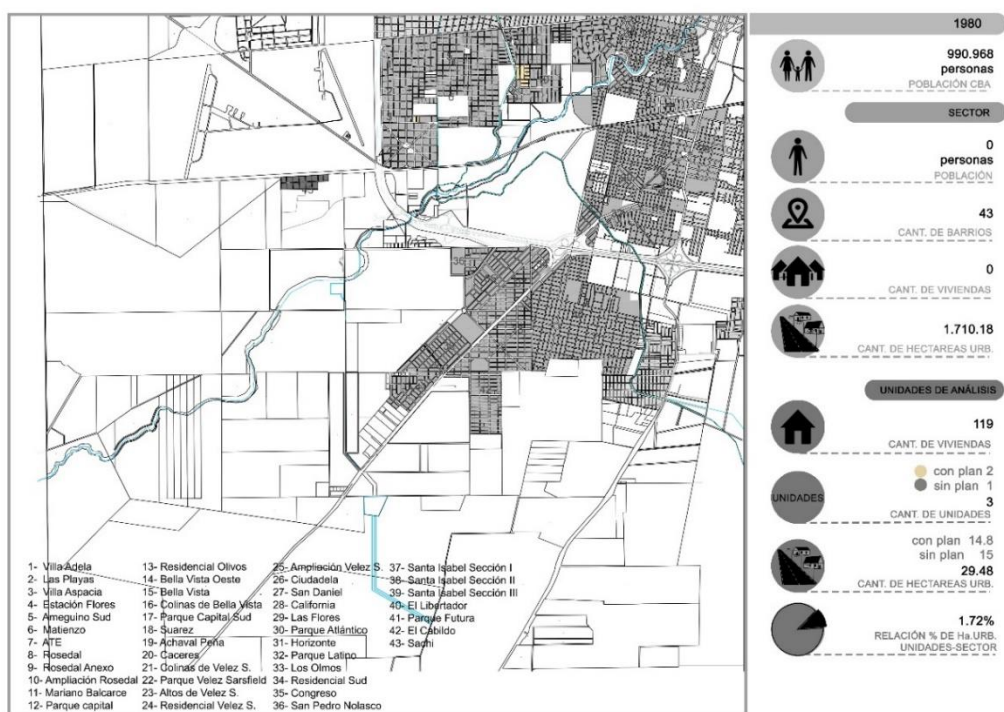 36
42
1- Villa Adela
2- Las Playas
3- Villa Aspacia
4- Estación Flores
5- Ameguino Sud
6- Matienzo
7- ATE
8- Rosedal
9- Rosedal Anexo
10- Ampliación Rosedal
11- Mariano Balcarce
12- Parque capital
13- Residencial Olivos
14- Bella Vista Oeste
15- Bella Vista
16- Colinas de Bella Vista
17- Parque Capital Sud
18- Suarez
19- Achaval Peña
20- Caceres
21- Colinas de Velez S.
22- Parque Velez Sarsfield
23- Altos de Velez S.
24- Residencial Velez S.
25- Ampliación Velez S.
26- Ciudadela
27- San Daniel
28- California
29- Las Flores
30- Parque Atlántico
31- Horizonte
32- Parque Latino
33- Los Olmos
34- Residencial Sud
35- Congreso
36- San Pedro Nolasco
37- Santa Isabel Sección I
38- Santa Isabel Sección II
39- Santa Isabel Sección III
40- El Libertador
41- Parque Futura
42- El Cabildo
43- Sachi
1980
990.968
personas
POBLACIÓN CBA
SECTOR
0
personas
POBLACIÓN
43
CANT. DE BARRIOS
0
CANT. DE VIVIENDAS
1.710.18
CANT. DE HECTAREAS URB.
UNIDADES DE ANÁLISIS
119
CANT. DE VIVIENDAS
UNIDADES
con plan 2
sin plan 1
3
CANT. DE UNIDADES
con plan 14.8
sin plan 15
29.48
CANT. DE HECTAREAS URB.
1.72%
RELACIÓN % DE Ha.URB.
UNIDADES-SECTOR